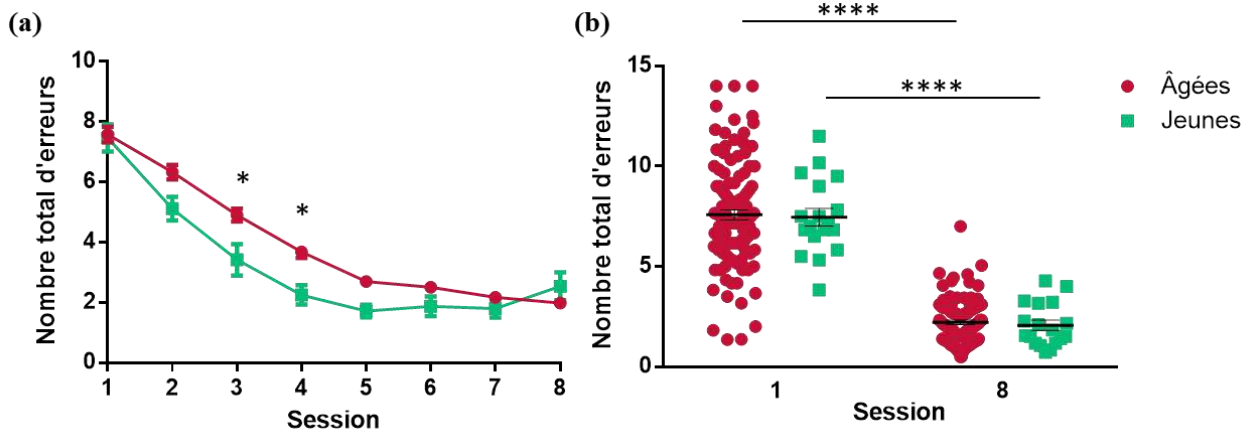 (a)
10
8
6
4
2
0
Nombre total d'erreurs
*
*
1 2 3 4 5 6 7 8
Session
(b)
****
****
15
10
5
0
Nombre total d'erreurs
1 8
Session
Âgées
Jeunes